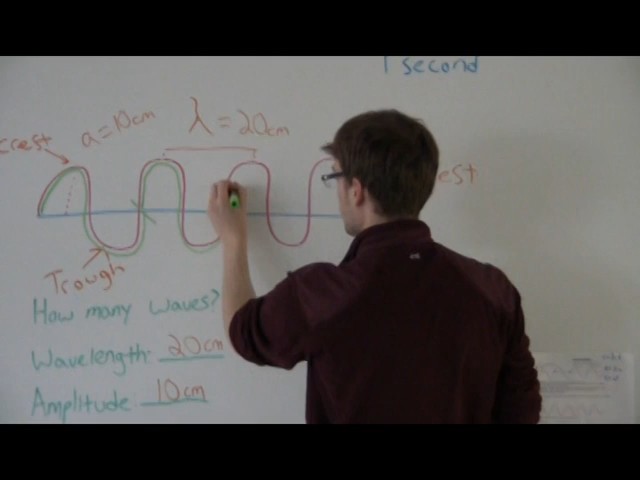 1 second
crest
a=10cm
λ = 20cm
est
Trough
How many waves?
Wavelength: 20cm
Amplitude: 10cm